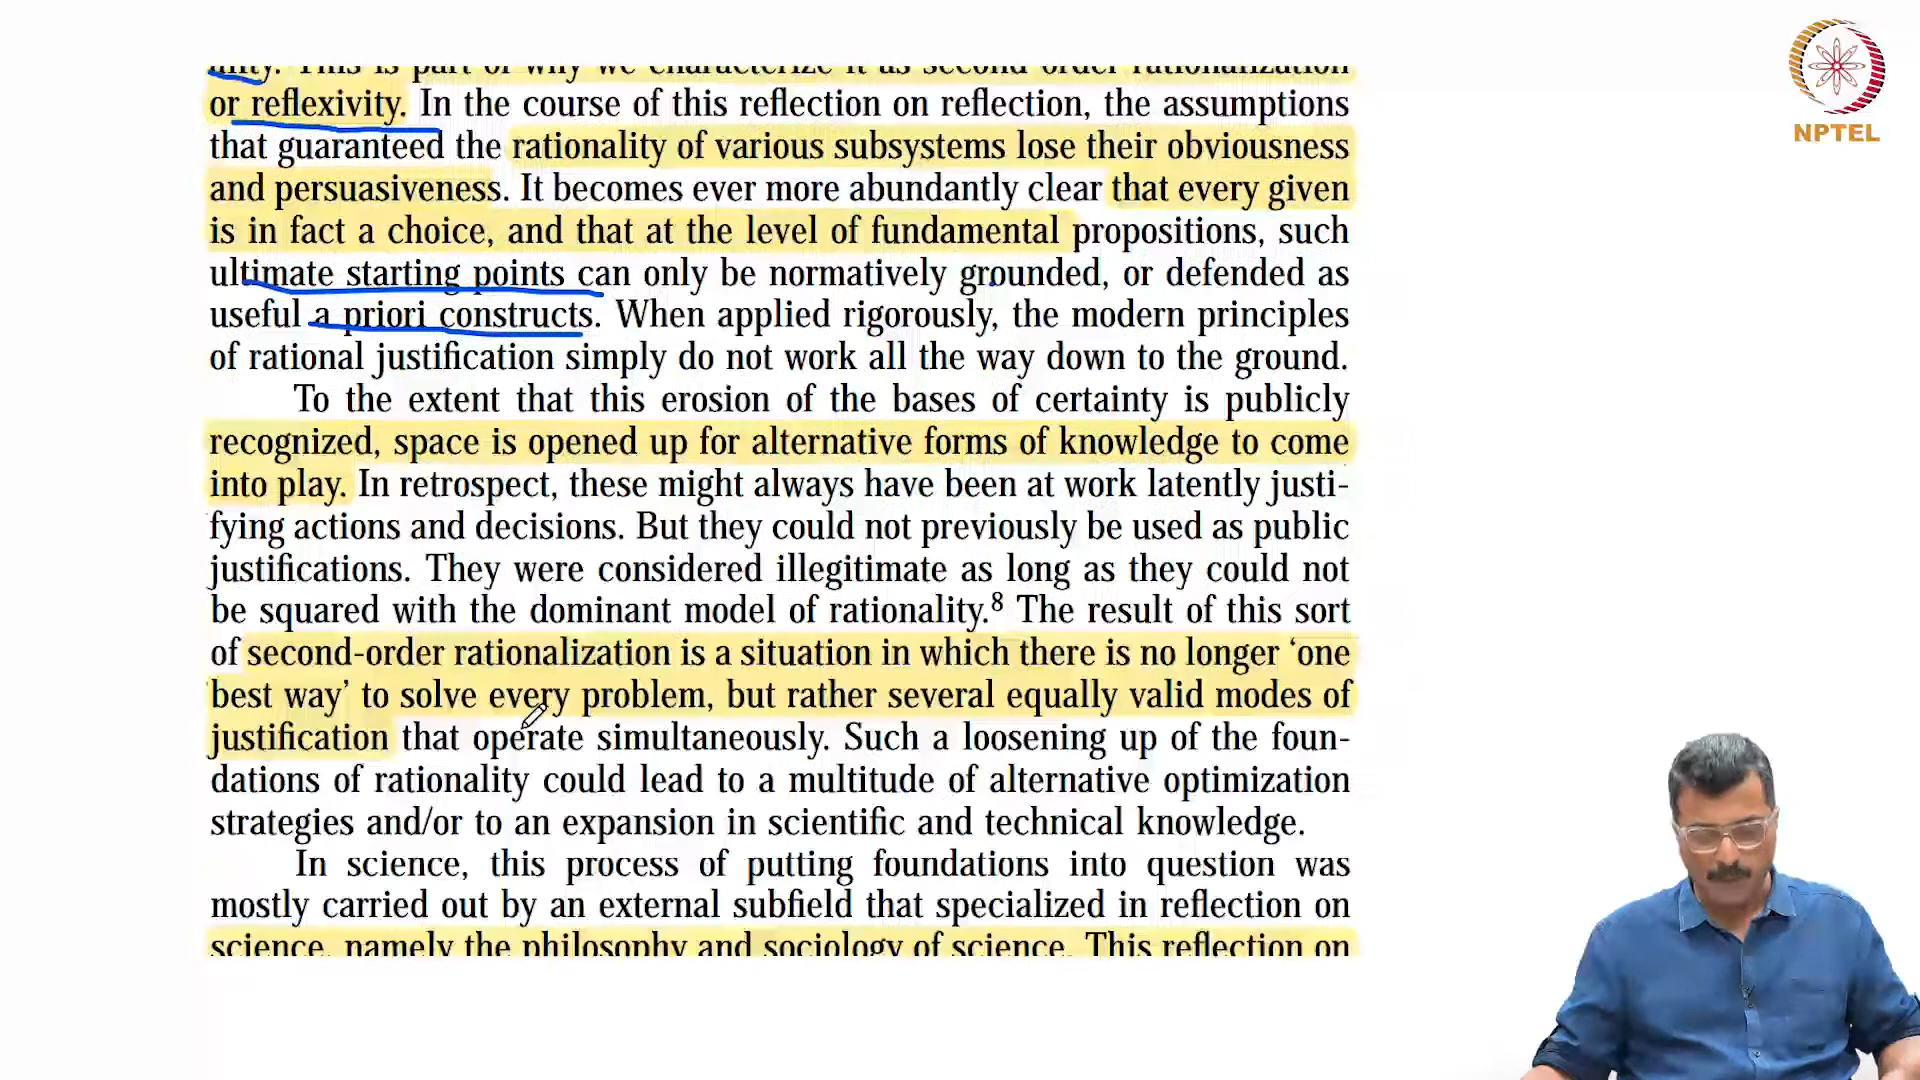 unity. This is part of why we characterize it as second-order rationalization
or reflexivity. In the course of this reflection on reflection, the assumptions
that guaranteed the rationality of various subsystems lose their obviousness
and persuasiveness. It becomes ever more abundantly clear that every given
is in fact a choice, and that at the level of fundamental propositions, such
ultimate starting points can only be normatively grounded, or defended as
useful a priori constructs. When applied rigorously, the modern principles
of rational justification simply do not work all the way down to the ground.
To the extent that this erosion of the bases of certainty is publicly
recognized, space is opened up for alternative forms of knowledge to come
into play. In retrospect, these might always have been at work latently justi-
fying actions and decisions. But they could not previously be used as public
justifications. They were considered illegitimate as long as they could not
be squared with the dominant model of rationality.⁸ The result of this sort
of second-order rationalization is a situation in which there is no longer ‘one
best way’ to solve every problem, but rather several equally valid modes of
justification that operate simultaneously. Such a loosening up of the foun-
dations of rationality could lead to a multitude of alternative optimization
strategies and/or to an expansion in scientific and technical knowledge.
In science, this process of putting foundations into question was
mostly carried out by an external subfield that specialized in reflection on
science, namely the philosophy and sociology of science. This reflection on
NPTEL